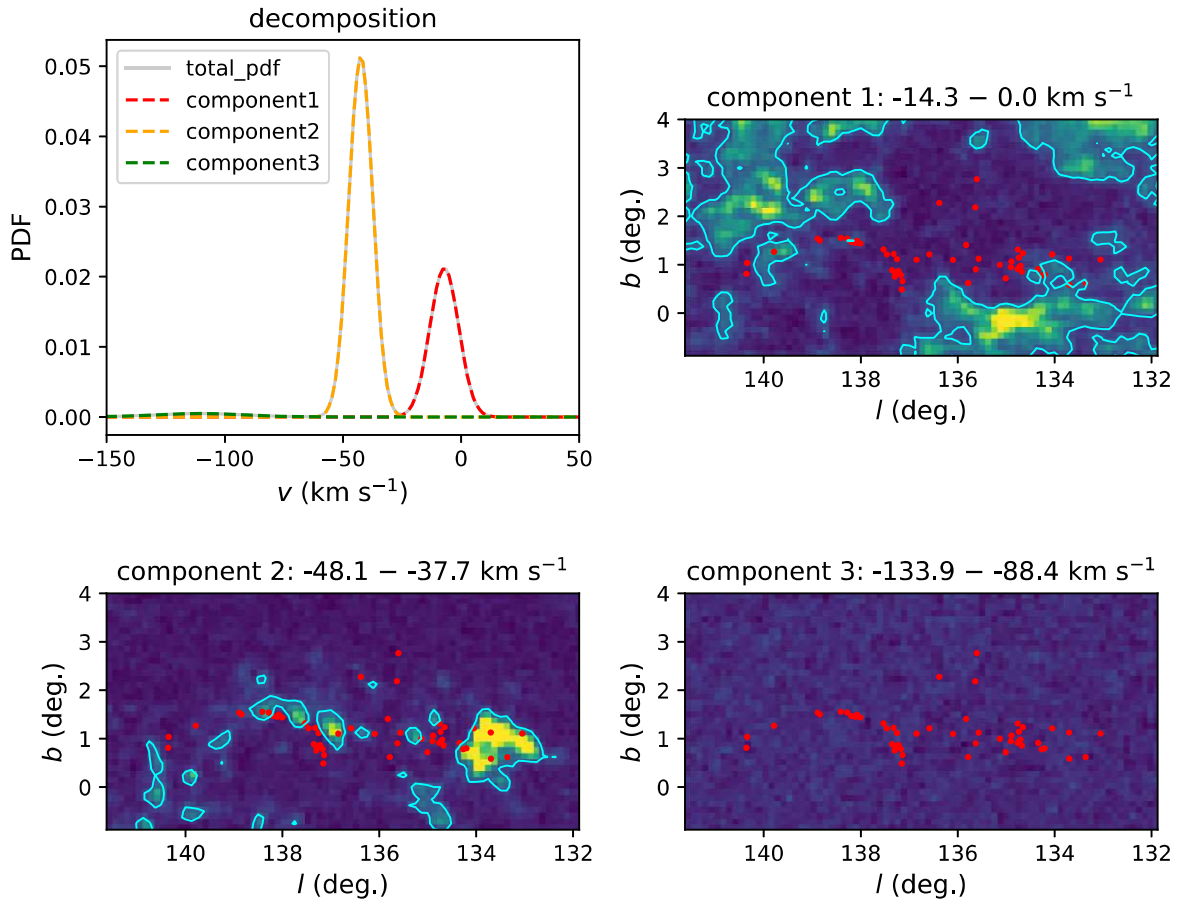 decomposition
PDF
0.05
0.04
0.03
0.02
0.01
0.00
total_pdf
component1
component2
component3
−150
−100
−50
0
50
v (km s⁻¹)
component 1: -14.3 − 0.0 km s⁻¹
b (deg.)
4
3
2
1
0
140
138
136
134
132
l (deg.)
component 2: -48.1 − -37.7 km s⁻¹
b (deg.)
4
3
2
1
0
140
138
136
134
132
l (deg.)
component 3: -133.9 − -88.4 km s⁻¹
b (deg.)
4
3
2
1
0
140
138
136
134
132
l (deg.)